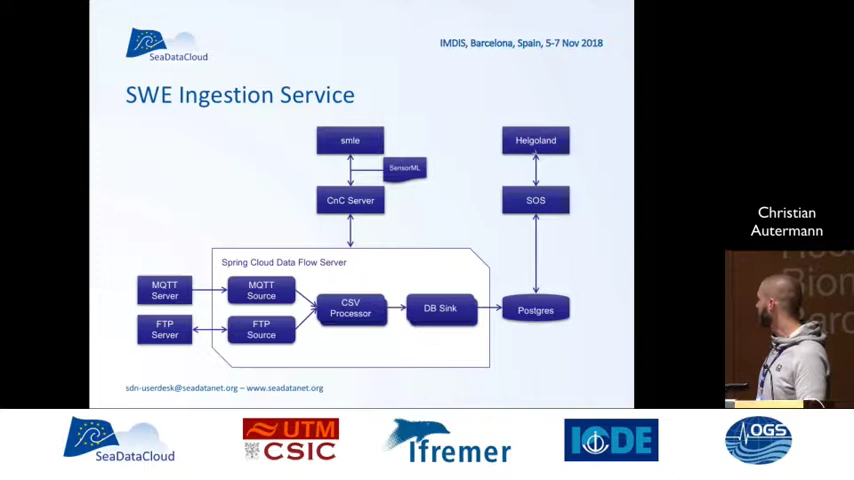 SeaDataCloud
IMDIS, Barcelona, Spain, 5-7 Nov 2018
SWE Ingestion Service
smle
Helgoland
SensorML
CnC Server
SOS
Spring Cloud Data Flow Server
MQTT
Server
MQTT
Source
CSV
Processor
DB Sink
Postgres
FTP
Server
FTP
Source
sdn-userdesk@seadatanet.org – www.seadatanet.org
Christian
Autermann
SeaDataCloud
UTM
CSIC
Ifremer
IODE
OGS